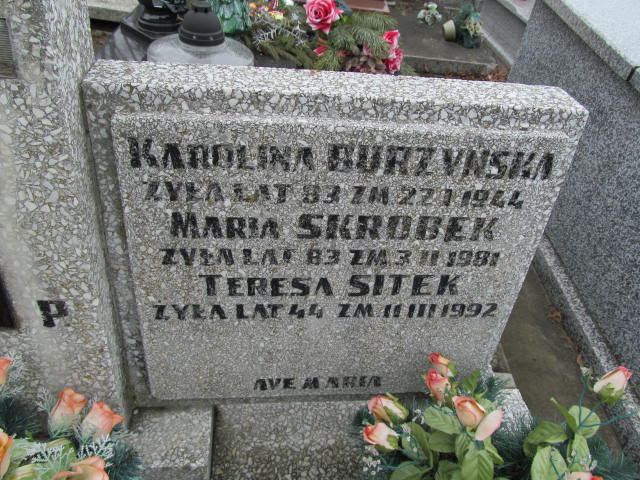 KAROLINA BURZYŃSKA
ŻYŁA LAT 83 ZM 27 I 1944
MARIA SKROBEK
ŻYŁA LAT 83 ZM 3 II 1981
TERESA SITEK
ŻYŁA LAT 44 ZM 11 III 1992
P.
AVE MARIA